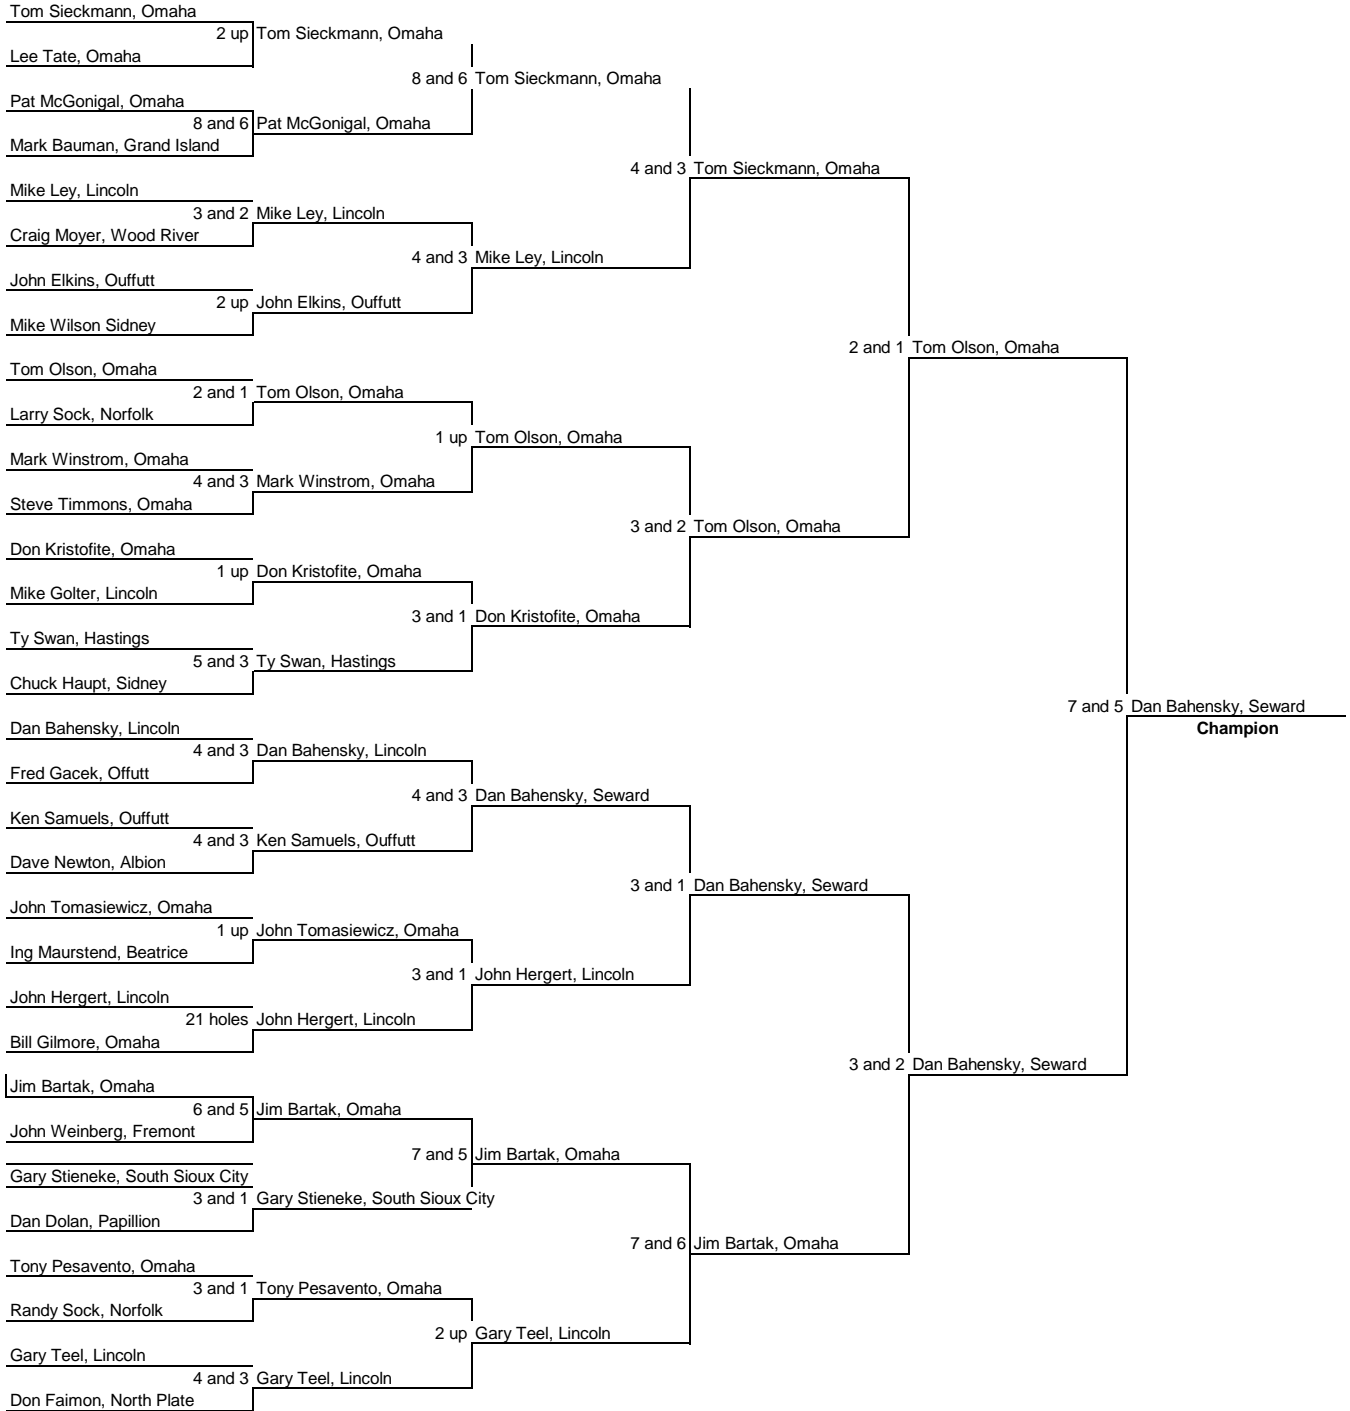 Tom Sieckmann, Omaha
2 up Tom Sieckmann, Omaha
Lee Tate, Omaha
8 and 6 Tom Sieckmann, Omaha
Pat McGonigal, Omaha
8 and 6 Pat McGonigal, Omaha
Mark Bauman, Grand Island
4 and 3 Tom Sieckmann, Omaha
Mike Ley, Lincoln
3 and 2 Mike Ley, Lincoln
Craig Moyer, Wood River
4 and 3 Mike Ley, Lincoln
John Elkins, Ouffutt
2 up John Elkins, Ouffutt
Mike Wilson Sidney
2 and 1 Tom Olson, Omaha
Tom Olson, Omaha
2 and 1 Tom Olson, Omaha
Larry Sock, Norfolk
1 up Tom Olson, Omaha
Mark Winstrom, Omaha
4 and 3 Mark Winstrom, Omaha
Steve Timmons, Omaha
3 and 2 Tom Olson, Omaha
Don Kristofite, Omaha
1 up Don Kristofite, Omaha
Mike Golter, Lincoln
3 and 1 Don Kristofite, Omaha
Ty Swan, Hastings
5 and 3 Ty Swan, Hastings
Chuck Haupt, Sidney
7 and 5 Dan Bahensky, Seward
Dan Bahensky, Lincoln
Champion
4 and 3 Dan Bahensky, Lincoln
Fred Gacek, Offutt
4 and 3 Dan Bahensky, Seward
Ken Samuels, Ouffutt
4 and 3 Ken Samuels, Ouffutt
Dave Newton, Albion
3 and 1 Dan Bahensky, Seward
John Tomasiewicz, Omaha
1 up John Tomasiewicz, Omaha
Ing Maurstend, Beatrice
3 and 1 John Hergert, Lincoln
John Hergert, Lincoln
21 holes John Hergert, Lincoln
Bill Gilmore, Omaha
3 and 2 Dan Bahensky, Seward
Jim Bartak, Omaha
6 and 5 Jim Bartak, Omaha
John Weinberg, Fremont
7 and 5 Jim Bartak, Omaha
Gary Stieneke, South Sioux City
3 and 1 Gary Stieneke, South Sioux City
Dan Dolan, Papillion
7 and 6 Jim Bartak, Omaha
Tony Pesavento, Omaha
3 and 1 Tony Pesavento, Omaha
Randy Sock, Norfolk
2 up Gary Teel, Lincoln
Gary Teel, Lincoln
4 and 3 Gary Teel, Lincoln
Don Faimon, North Plate